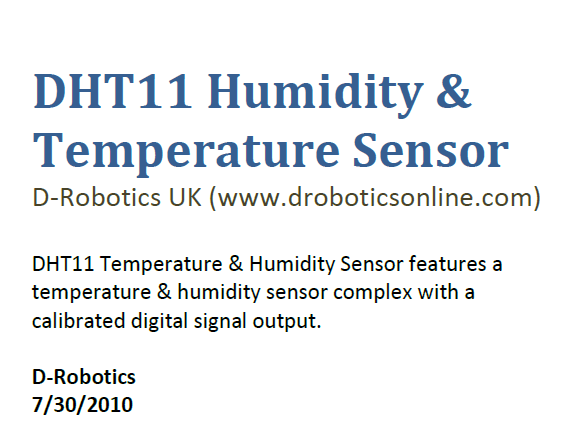 DHT11 Humidity &
Temperature Sensor
D-Robotics UK (www.droboticsonline.com)
DHT11 Temperature & Humidity Sensor features a
temperature & humidity sensor complex with a
calibrated digital signal output.
D-Robotics
7/30/2010